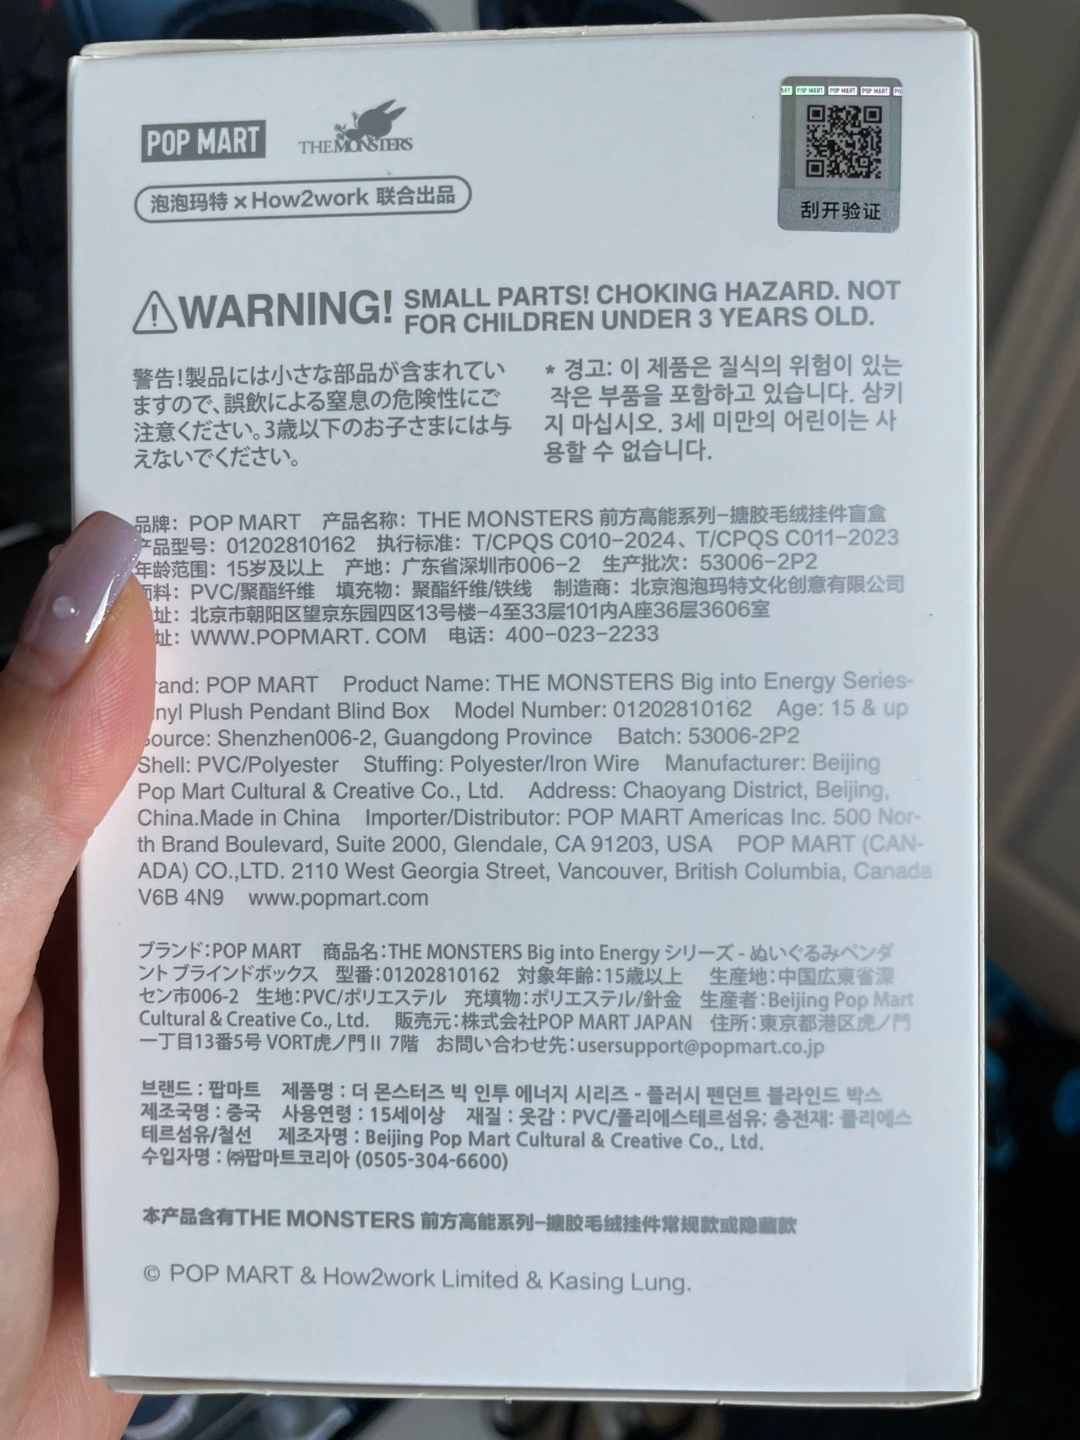 POP MART
THE MONSTERS
泡泡玛特 × How2work 联合出品
POP MART POP MART POP MART
刮开验证
WARNING! SMALL PARTS! CHOKING HAZARD. NOT
FOR CHILDREN UNDER 3 YEARS OLD.
警告!製品には小さな部品が含まれてい
ますので、誤飲による窒息の危険性にご
注意ください。3歳以下のお子さまには与
えないでください。
* 경고: 이 제품은 질식의 위험이 있는
작은 부품을 포함하고 있습니다. 삼키
지 마십시오. 3세 미만의 어린이는 사
용할 수 없습니다.
品牌: POP MART 产品名称: THE MONSTERS 前方高能系列-搪胶毛绒挂件盲盒
产品型号: 01202810162 执行标准: T/CPQS C010-2024、T/CPQS C011-2023
年龄范围: 15岁及以上 产地: 广东省深圳市006-2 生产批次: 53006-2P2
料: PVC/聚酯纤维 填充物: 聚酯纤维/铁线 制造商: 北京泡泡玛特文化创意有限公司
址: 北京市朝阳区望京东园四区13号楼-4至33层101内A座36层3606室
址: WWW.POPMART.COM 电话: 400-023-2233
rand: POP MART Product Name: THE MONSTERS Big into Energy Series-
nyl Plush Pendant Blind Box Model Number: 01202810162 Age: 15 & up
Source: Shenzhen006-2, Guangdong Province Batch: 53006-2P2
Shell: PVC/Polyester Stuffing: Polyester/Iron Wire Manufacturer: Beijing
Pop Mart Cultural & Creative Co., Ltd. Address: Chaoyang District, Beijing,
China.Made in China Importer/Distributor: POP MART Americas Inc. 500 Nor-
th Brand Boulevard, Suite 2000, Glendale, CA 91203, USA POP MART (CAN-
ADA) CO.,LTD. 2110 West Georgia Street, Vancouver, British Columbia, Canada
V6B 4N9 www.popmart.com
ブランド:POP MART 商品名:THE MONSTERS Big into Energy シリーズ - ぬいぐるみペンダ
ント ブラインドボックス 型番:01202810162 対象年齢:15歳以上 生産地:中国広東省深
セン市006-2 生地:PVC/ポリエステル 充填物:ポリエステル/針金 生産者:Beijing Pop Mart
Cultural & Creative Co., Ltd. 販売元:株式会社POP MART JAPAN 住所:東京都港区虎ノ門
一丁目13番5号 VORT虎ノ門Ⅱ 7階 お問い合わせ先:usersupport@popmart.co.jp
브랜드 : 팝마트 제품명 : 더 몬스터즈 빅 인투 에너지 시리즈 - 플러시 펜던트 블라인드 박스
제조국명 : 중국 사용연령 : 15세이상 재질 : 옷감 : PVC/폴리에스테르섬유; 충전재: 폴리에스
테르섬유/철선 제조자명 : Beijing Pop Mart Cultural & Creative Co., Ltd.
수입자명 : ㈜팝마트코리아 (0505-304-6600)
本产品含有THE MONSTERS 前方高能系列-搪胶毛绒挂件常规款或隐藏款
© POP MART & How2work Limited & Kasing Lung.